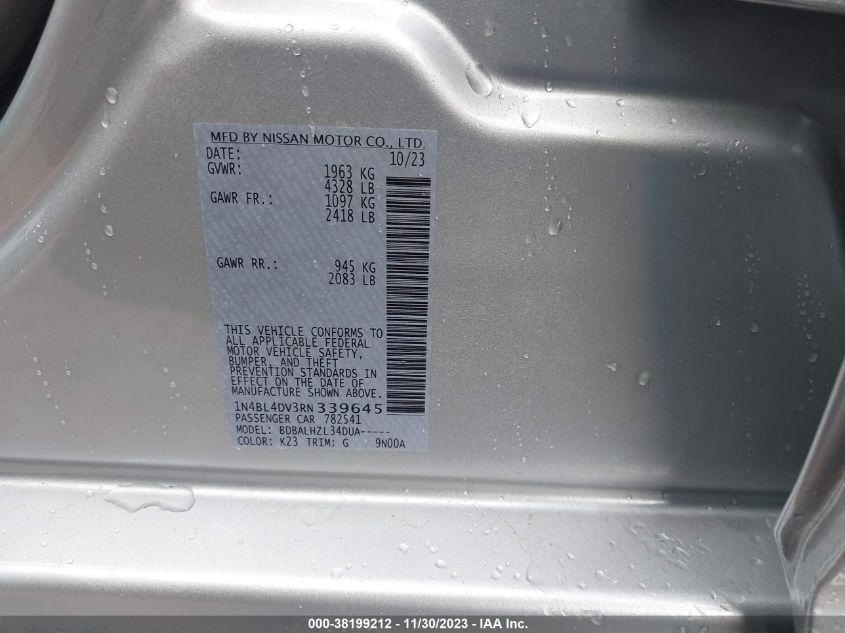 MFD BY NISSAN MOTOR CO., LTD.
DATE: 10/23
GVWR: 1963 KG
4328 LB
GAWR FR.: 1097 KG
2418 LB
GAWR RR.: 945 KG
2083 LB
THIS VEHICLE CONFORMS TO
ALL APPLICABLE FEDERAL
MOTOR VEHICLE SAFETY,
BUMPER, AND THEFT
PREVENTION STANDARDS IN
EFFECT ON THE DATE OF
MANUFACTURE SHOWN ABOVE.
1N4BL4DV3RN339645
PASSENGER CAR 782541
MODEL: BDBALHZL34DUA-----
COLOR: K23 TRIM: G 9N00A
000-38199212 - 11/30/2023 - IAA Inc.